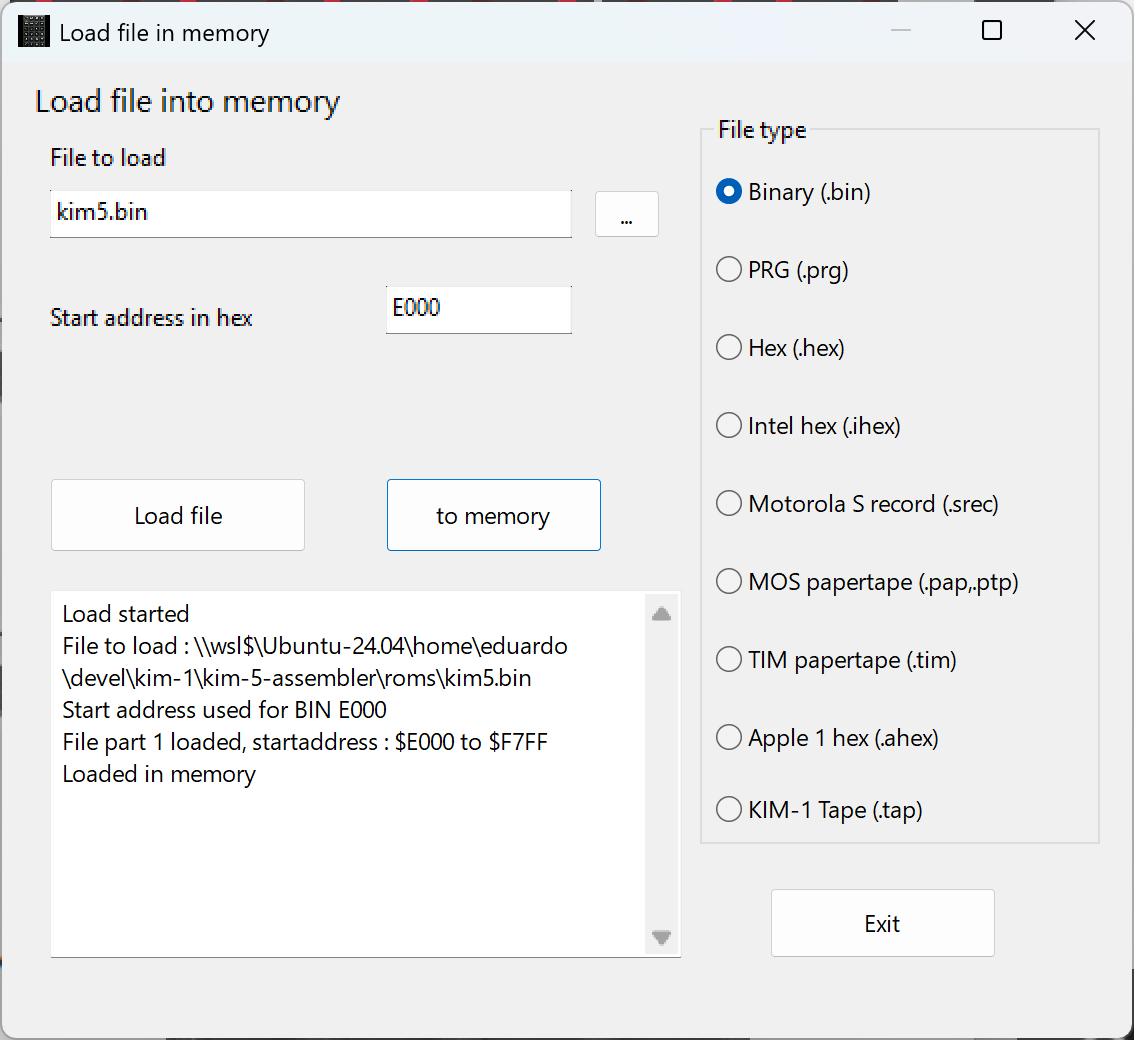 Load file in memory
Load file into memory
File to load
kim5.bin
...
Start address in hex
E000
Load file
to memory
Load started
File to load : \\wsl$\Ubuntu-24.04\home\eduardo
\devel\kim-1\kim-5-assembler\roms\kim5.bin
Start address used for BIN E000
File part 1 loaded, startaddress : $E000 to $F7FF
Loaded in memory
File type
Binary (.bin)
PRG (.prg)
Hex (.hex)
Intel hex (.ihex)
Motorola S record (.srec)
MOS papertape (.pap,.ptp)
TIM papertape (.tim)
Apple 1 hex (.ahex)
KIM-1 Tape (.tap)
Exit